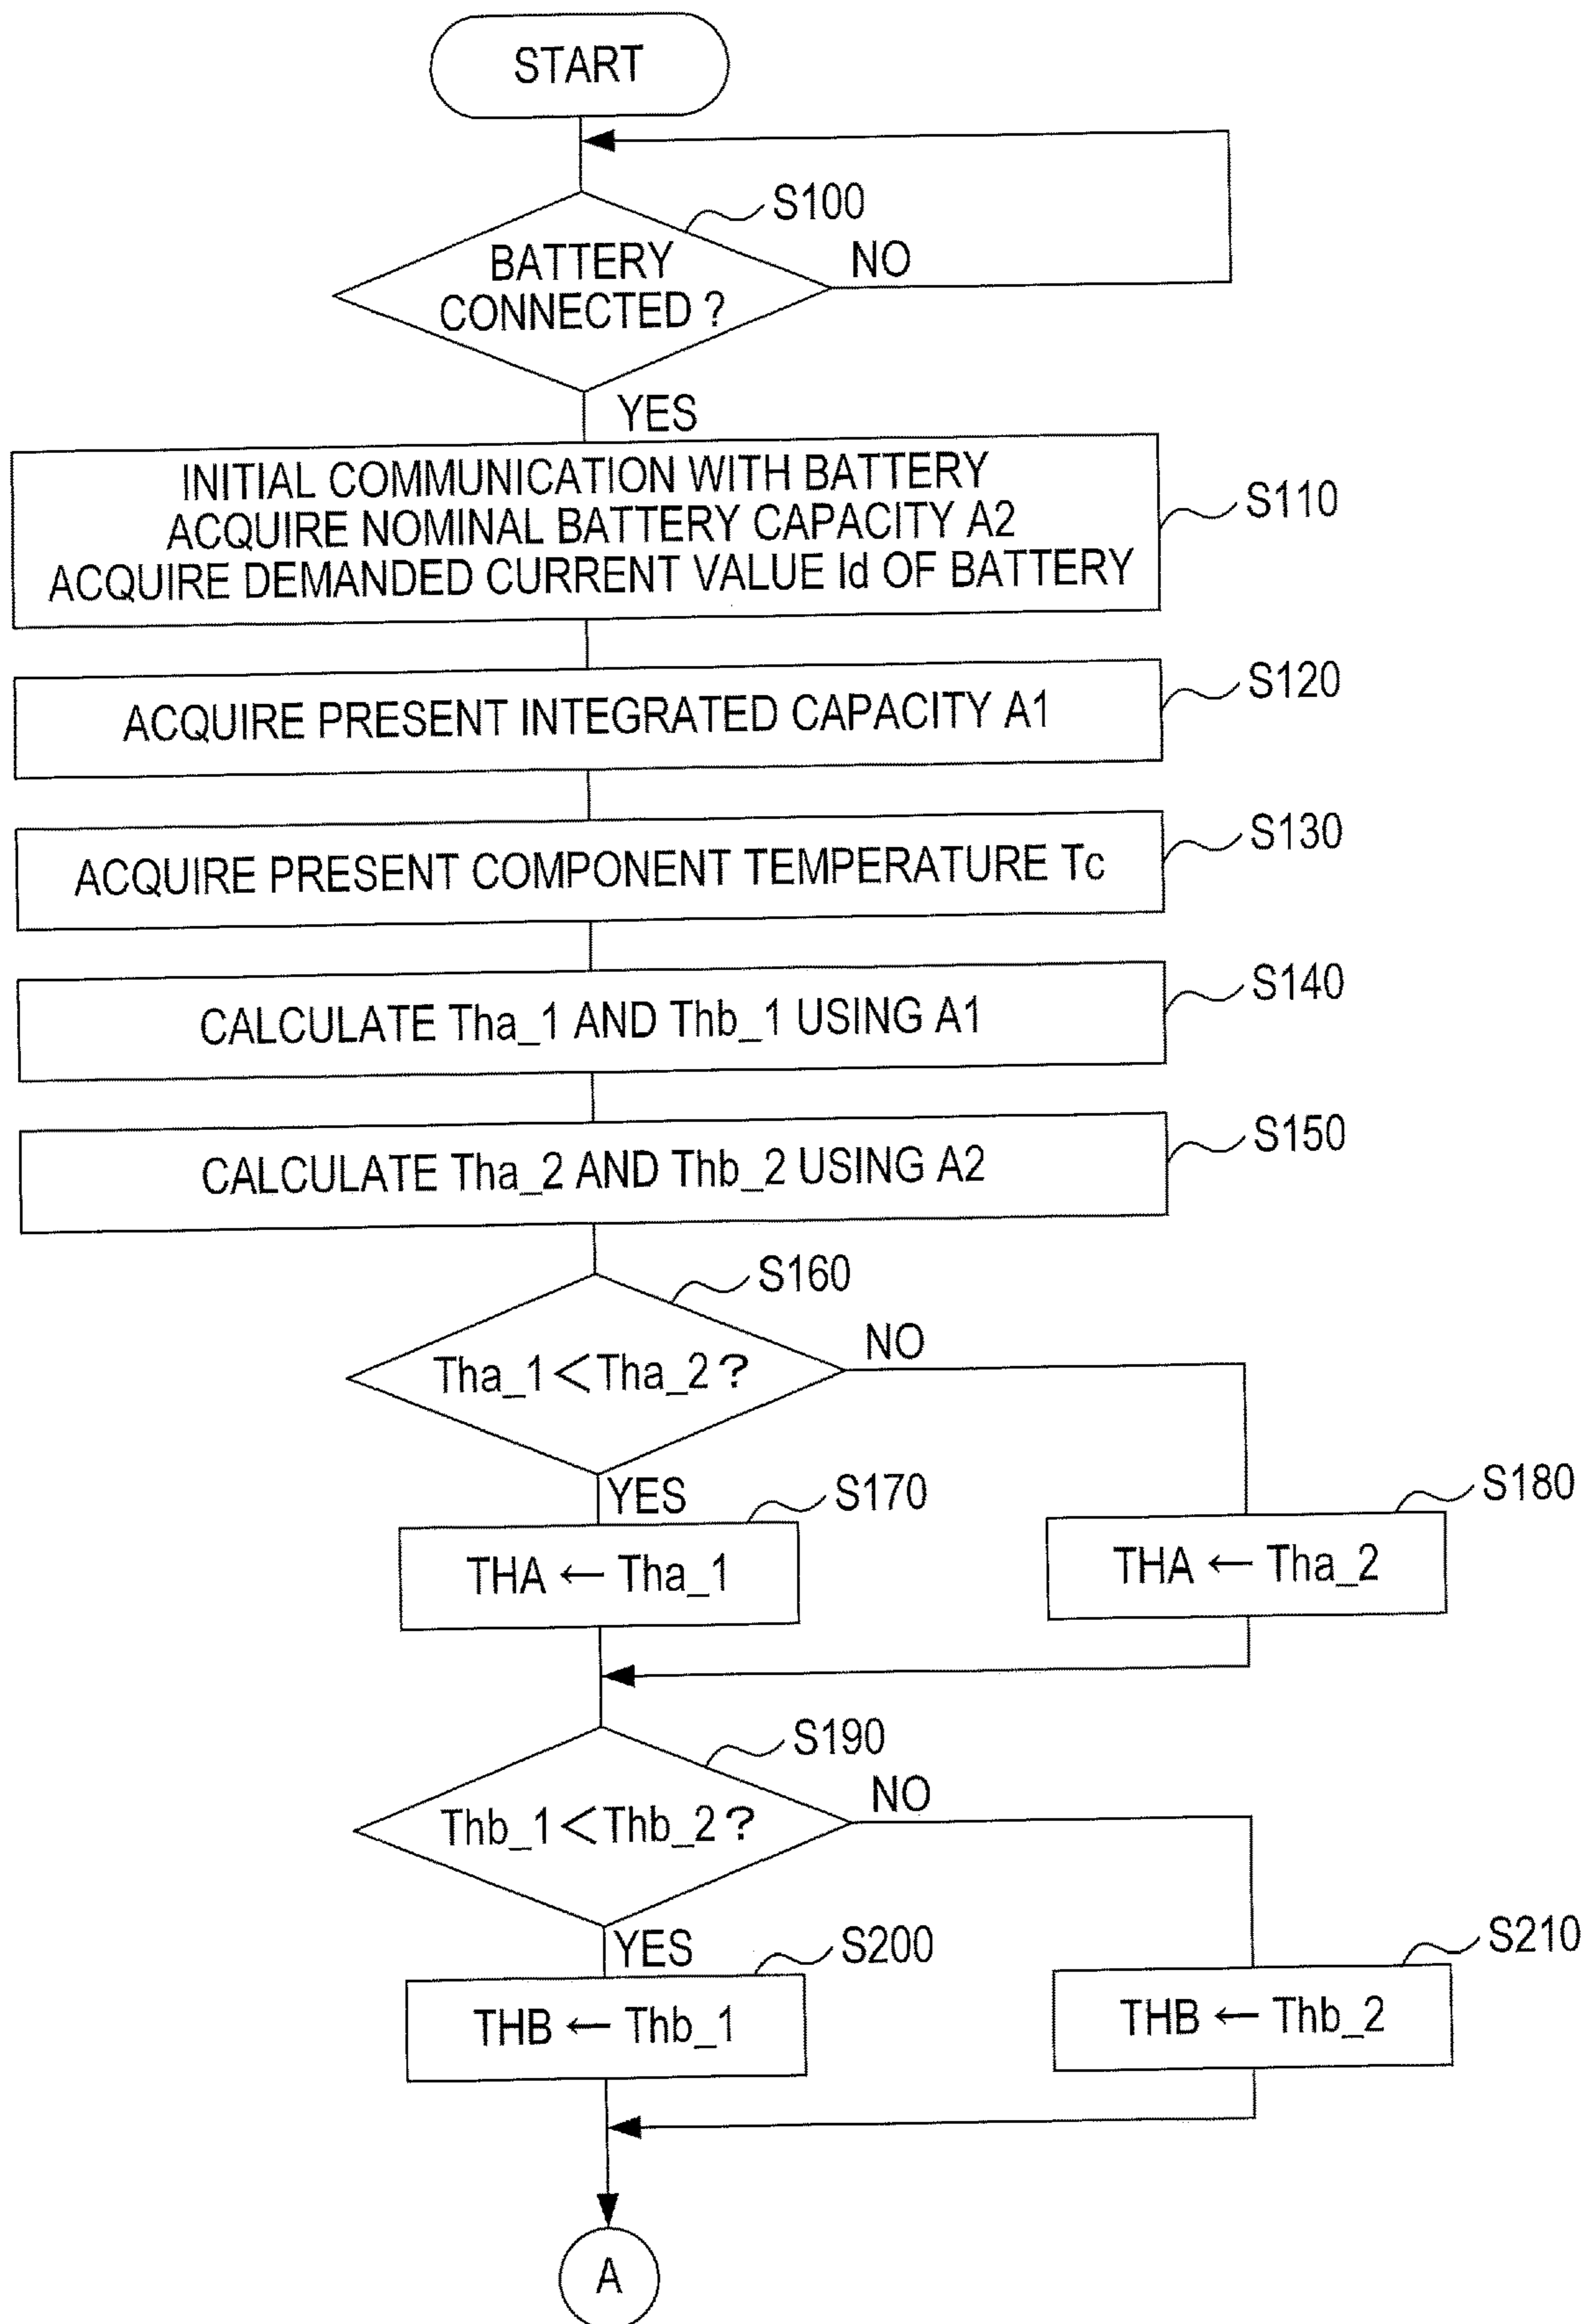 START
S100
BATTERY
CONNECTED ?
NO
YES
INITIAL COMMUNICATION WITH BATTERY
ACQUIRE NOMINAL BATTERY CAPACITY A2
ACQUIRE DEMANDED CURRENT VALUE Id OF BATTERY
S110
ACQUIRE PRESENT INTEGRATED CAPACITY A1
S120
ACQUIRE PRESENT COMPONENT TEMPERATURE Tc
S130
CALCULATE Tha_1 AND Thb_1 USING A1
S140
CALCULATE Tha_2 AND Thb_2 USING A2
S150
S160
Tha_1<Tha_2?
NO
YES
S170
S180
THA ← Tha_1
THA ← Tha_2
S190
Thb_1<Thb_2?
NO
YES
S200
S210
THB ← Thb_1
THB ← Thb_2
A